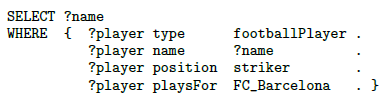 SELECT ?name
WHERE { ?player type footballPlayer .
?player name ?name .
?player position striker .
?player playsFor FC_Barcelona . }